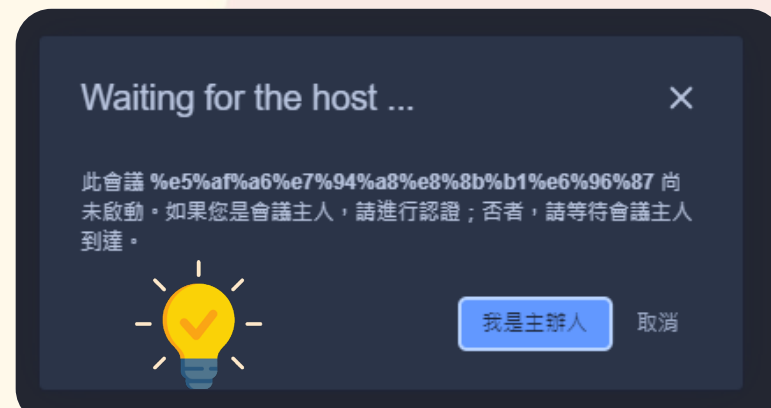 Waiting for the host ...
此會議 %e5%af%a6%e7%94%a8%e8%8b%b1%e6%96%87 尚
未啟動。如果您是會議主人，請進行認證；否者，請等待會議主人
到達。
我是主辦人
取消